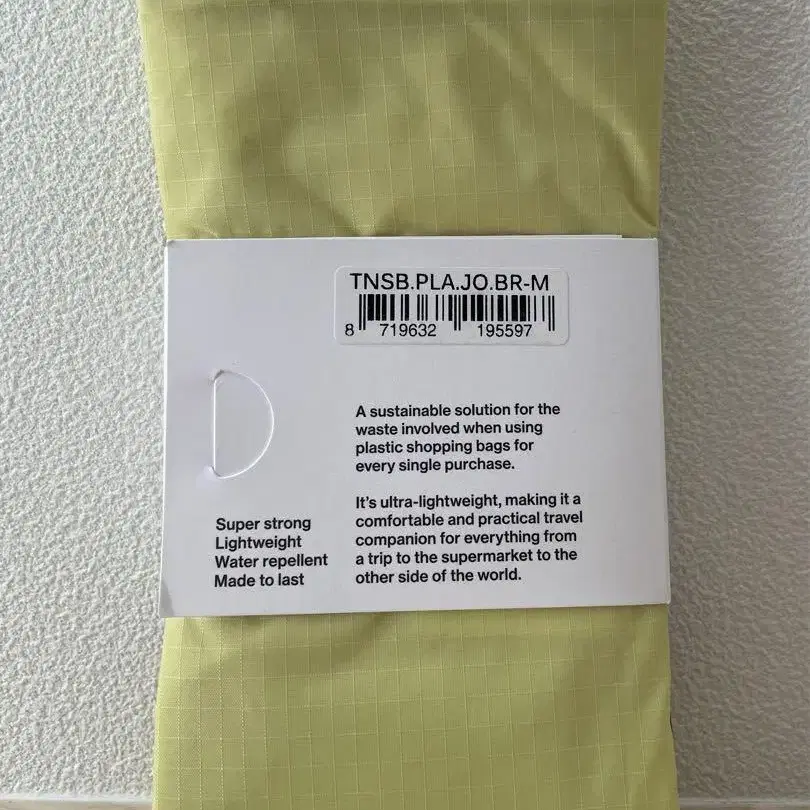 TNSB.PLA.JO.BR-M
8 719632 195597
A sustainable solution for the
waste involved when using
plastic shopping bags for
every single purchase.
It's ultra-lightweight, making it a
comfortable and practical travel
companion for everything from
a trip to the supermarket to the
other side of the world.
Super strong
Lightweight
Water repellent
Made to last